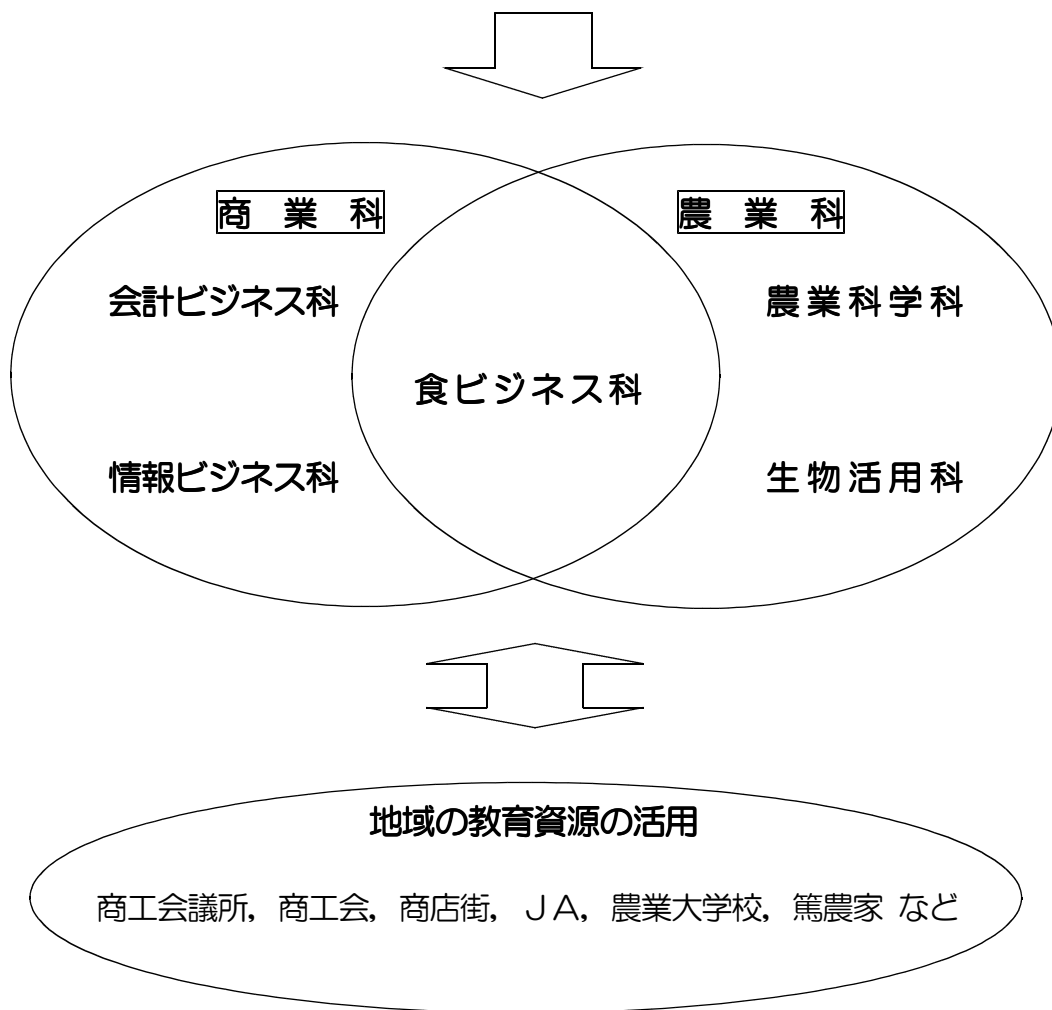 商 業 科
農 業 科
会計ビジネス科
農業科学科
食ビジネス科
情報ビジネス科
生物活用科
地域の教育資源の活用
商工会議所，商工会，商店街，ＪＡ，農業大学校，篤農家 など